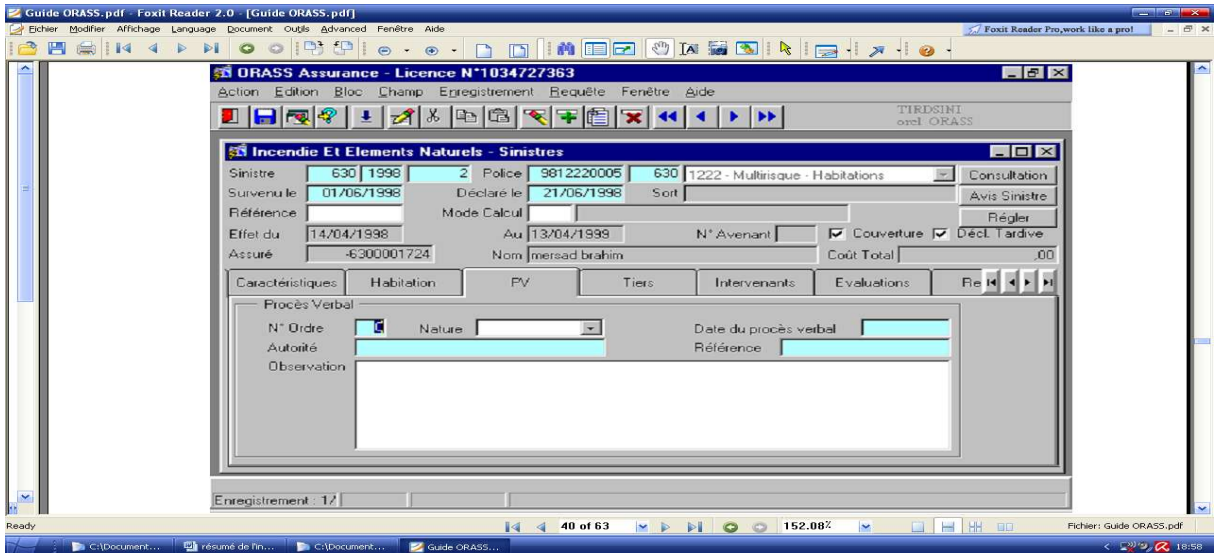 Guide ORASS.pdf - Foxit Reader 2.0 - [Guide ORASS.pdf]
Fichier Modifier Affichage Language Document Outils Advanced Fenêtre Aide
Foxit Reader Pro,work like a pro!
ORASS Assurance - Licence N°1034727363
Action Edition Bloc Champ Enregistrement Requête Fenêtre Aide
TIRDSINI
orcl ORASS
Incendie Et Elements Naturels - Sinistres
Sinistre 630 1998 2 Police 9812220005 630 1222 - Multirisque - Habitations Consultation
Survenu le 01/06/1998 Déclaré le 21/06/1998 Sort Avis Sinistre
Référence Mode Calcul Régler
Effet du 14/04/1998 Au 13/04/1999 N° Avenant Couverture Décl. Tardive
Assuré -6300001724 Nom mersad brahim Coût Total ,00
Caractéristiques Habitation PV Tiers Intervenants Evaluations Re
Procès Verbal
N° Ordre Nature Date du procès verbal
Autorité Référence
Observation
Enregistrement : 1/
Ready 40 of 63 152.08% Fichier: Guide ORASS.pdf
C:\Document... résumé de l'in... C:\Document... Guide ORASS... 18:58